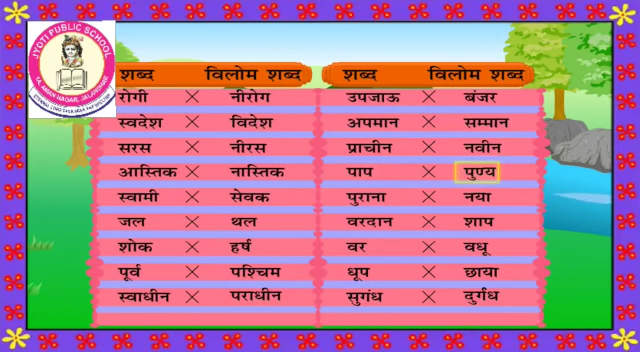 JYOTI PUBLIC SCHOOL
शब्द विलोम शब्द शब्द विलोम शब्द
रोगी × नीरोग उपजाऊ × बंजर
स्वदेश × विदेश अपमान × सम्मान
सरस × नीरस प्राचीन × नवीन
आस्तिक × नास्तिक पाप × पुण्य
स्वामी × सेवक पुराना × नया
जल × थल वरदान × शाप
शोक × हर्ष वर × वधू
पूर्व × पश्चिम धूप × छाया
स्वाधीन × पराधीन सुगंध × दुर्गंध